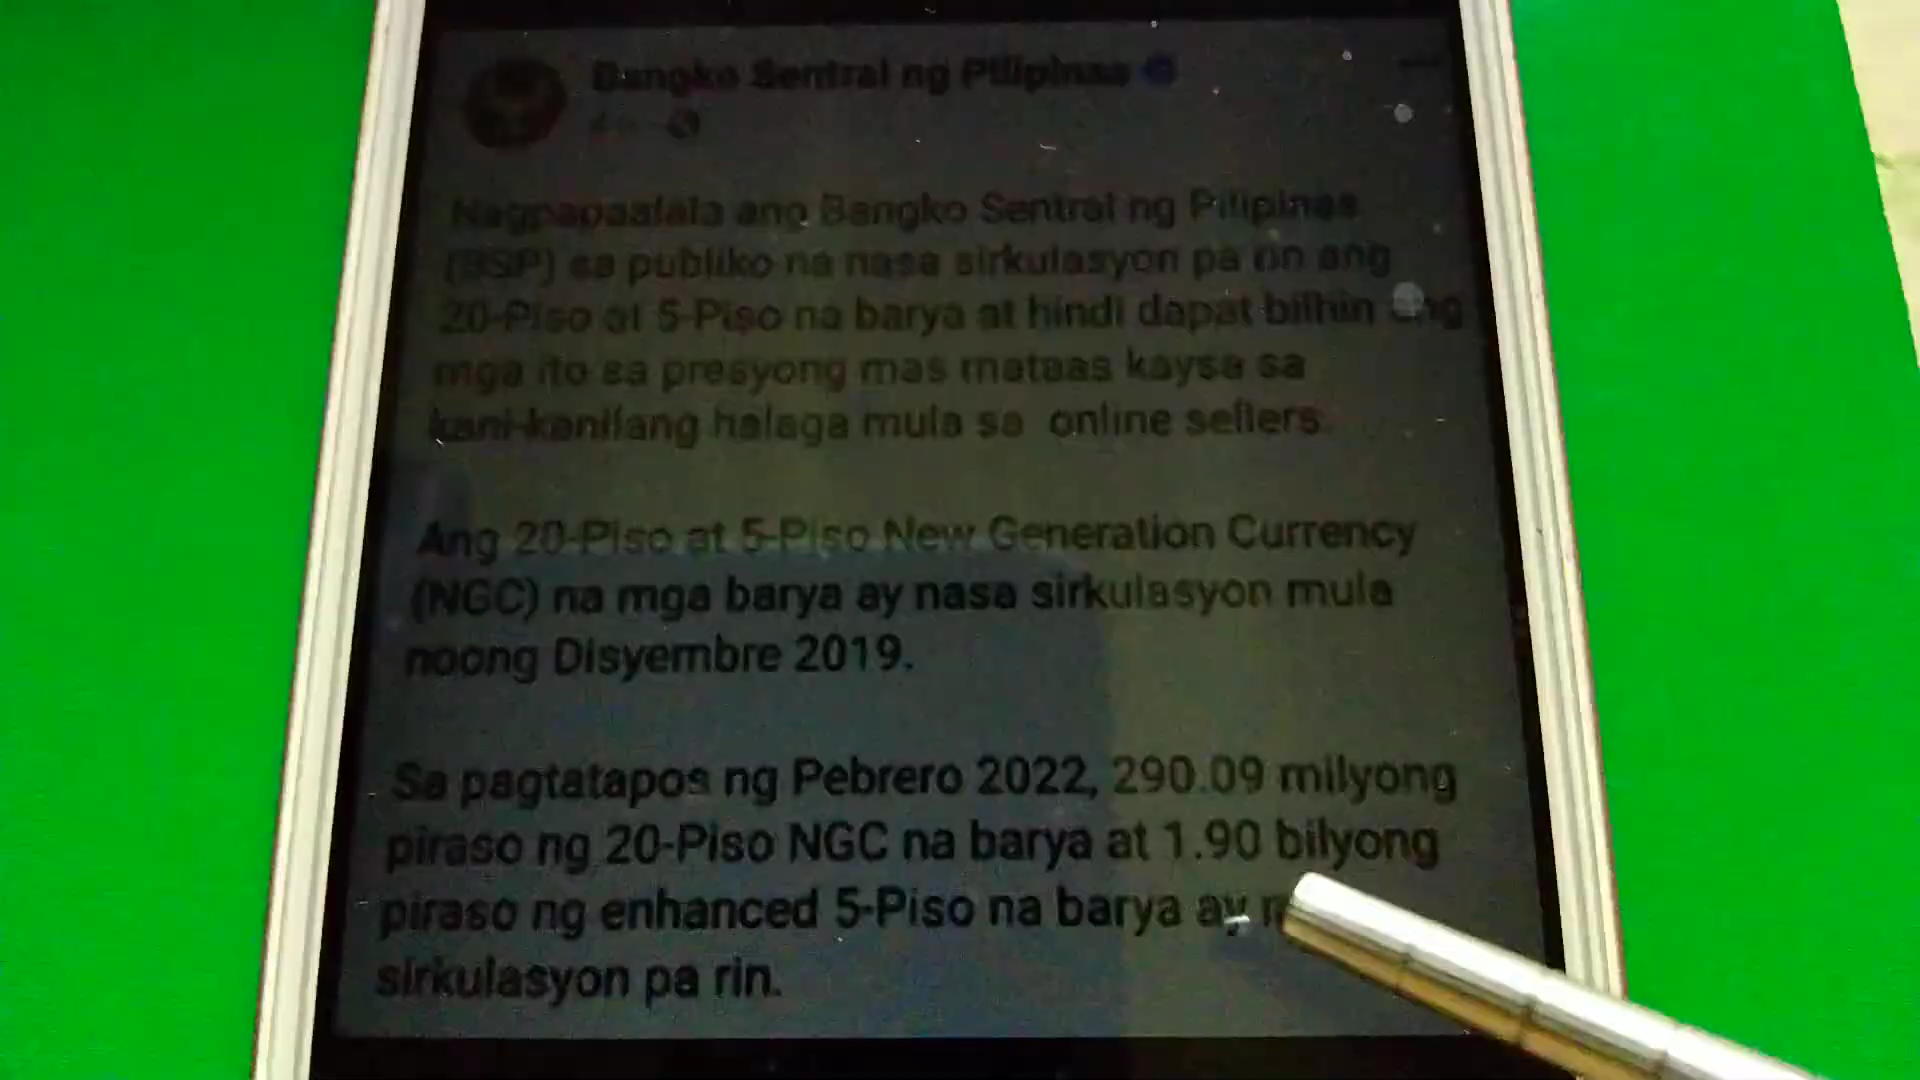 Bangko Sentral ng Pilipinas
Nagpapaalala ang Bangko Sentral ng Pilipinas
(BSP) sa publiko na nasa sirkulasyon pa rin ang
20-Piso at 5-Piso na barya at hindi dapat bilhin ang
mga ito sa presyong mas mataas kaysa sa
kani-kanilang halaga mula sa online sellers.
Ang 20-Piso at 5-Piso New Generation Currency
(NGC) na mga barya ay nasa sirkulasyon mula
noong Disyembre 2019.
Sa pagtatapos ng Pebrero 2022, 290.09 milyong
piraso ng 20-Piso NGC na barya at 1.90 bilyong
piraso ng enhanced 5-Piso na barya ay
sirkulasyon pa rin.